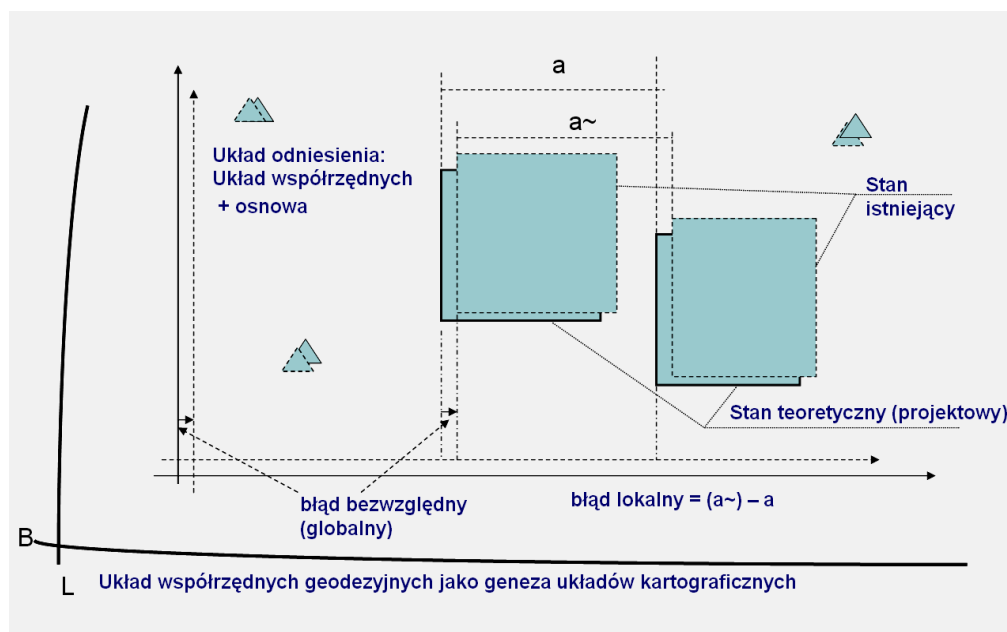 a
a~
Układ odniesienia:
Układ współrzędnych
+ osnowa
Stan
istniejący
Stan teoretyczny (projektowy)
błąd bezwzględny
(globalny)
błąd lokalny = (a~) – a
B
L
Układ współrzędnych geodezyjnych jako geneza układów kartograficznych